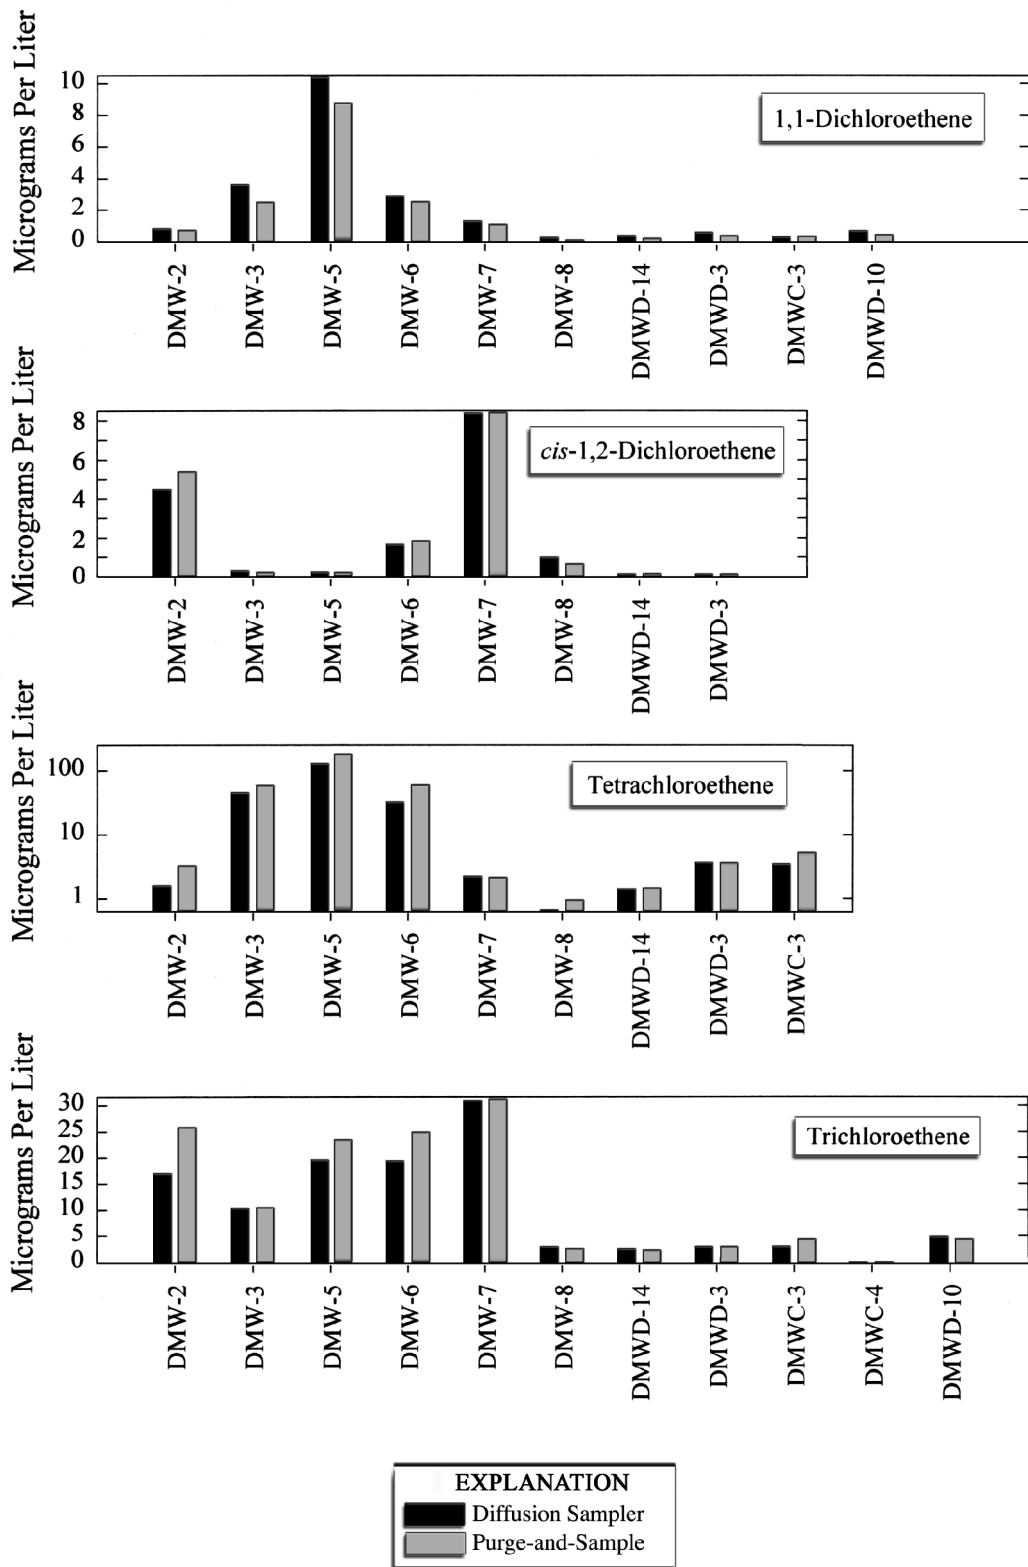 Micrograms Per Liter
10
8
6
4
2
0
1,1-Dichloroethene
DMW-2
DMW-3
DMW-5
DMW-6
DMW-7
DMW-8
DMWD-14
DMWD-3
DMWC-3
DMWD-10
Micrograms Per Liter
8
6
4
2
0
cis-1,2-Dichloroethene
DMW-2
DMW-3
DMW-5
DMW-6
DMW-7
DMW-8
DMWD-14
DMWD-3
Micrograms Per Liter
100
10
1
Tetrachloroethene
DMW-2
DMW-3
DMW-5
DMW-6
DMW-7
DMW-8
DMWD-14
DMWD-3
DMWC-3
Micrograms Per Liter
30
25
20
15
10
5
0
Trichloroethene
DMW-2
DMW-3
DMW-5
DMW-6
DMW-7
DMW-8
DMWD-14
DMWD-3
DMWC-3
DMWC-4
DMWD-10
EXPLANATION
Diffusion Sampler
Purge-and-Sample